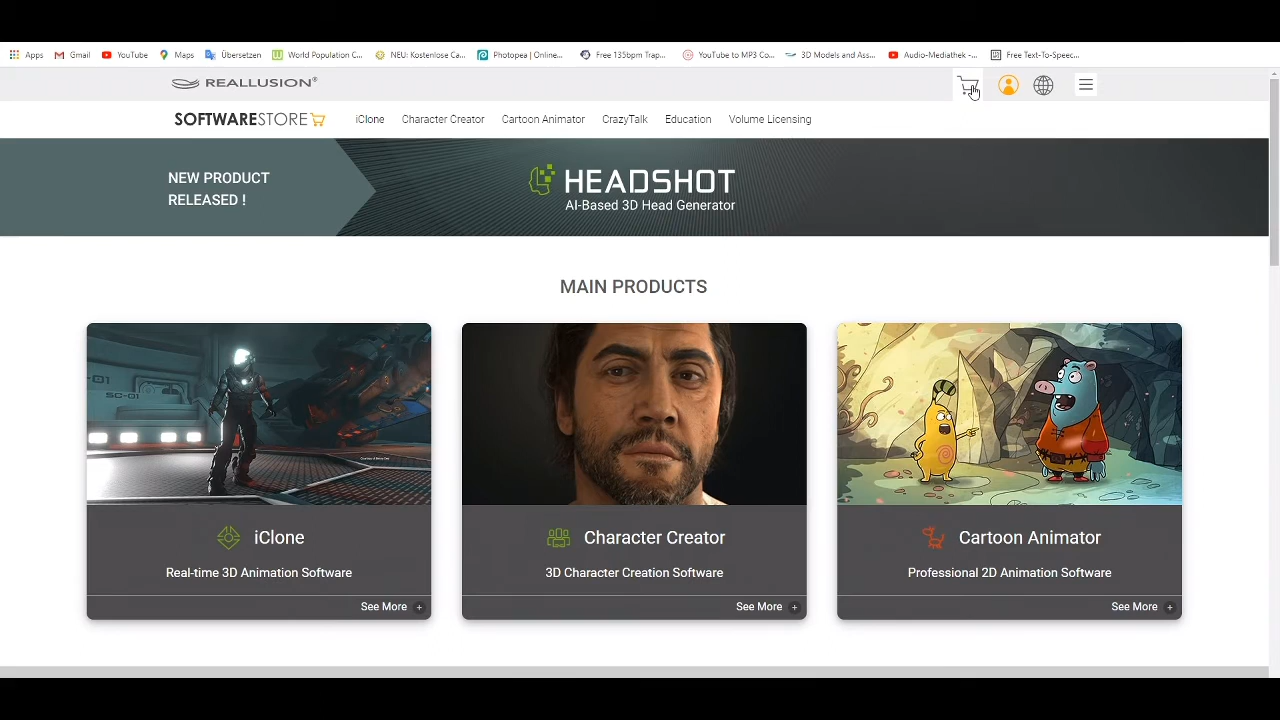 Apps Gmail YouTube Maps Übersetzen World Population C... NEU: Kostenlose Ca... Photopea | Online... Free 135bpm Trap... YouTube to MP3 Co... 3D Models and Ass... Audio-Mediathek -... Free Text-To-Speec...
REALLUSION®
SOFTWARESTORE iClone Character Creator Cartoon Animator CrazyTalk Education Volume Licensing
NEW PRODUCT
RELEASED !
HEADSHOT
AI-Based 3D Head Generator
MAIN PRODUCTS
iClone
Real-time 3D Animation Software
See More +
Character Creator
3D Character Creation Software
See More +
Cartoon Animator
Professional 2D Animation Software
See More +